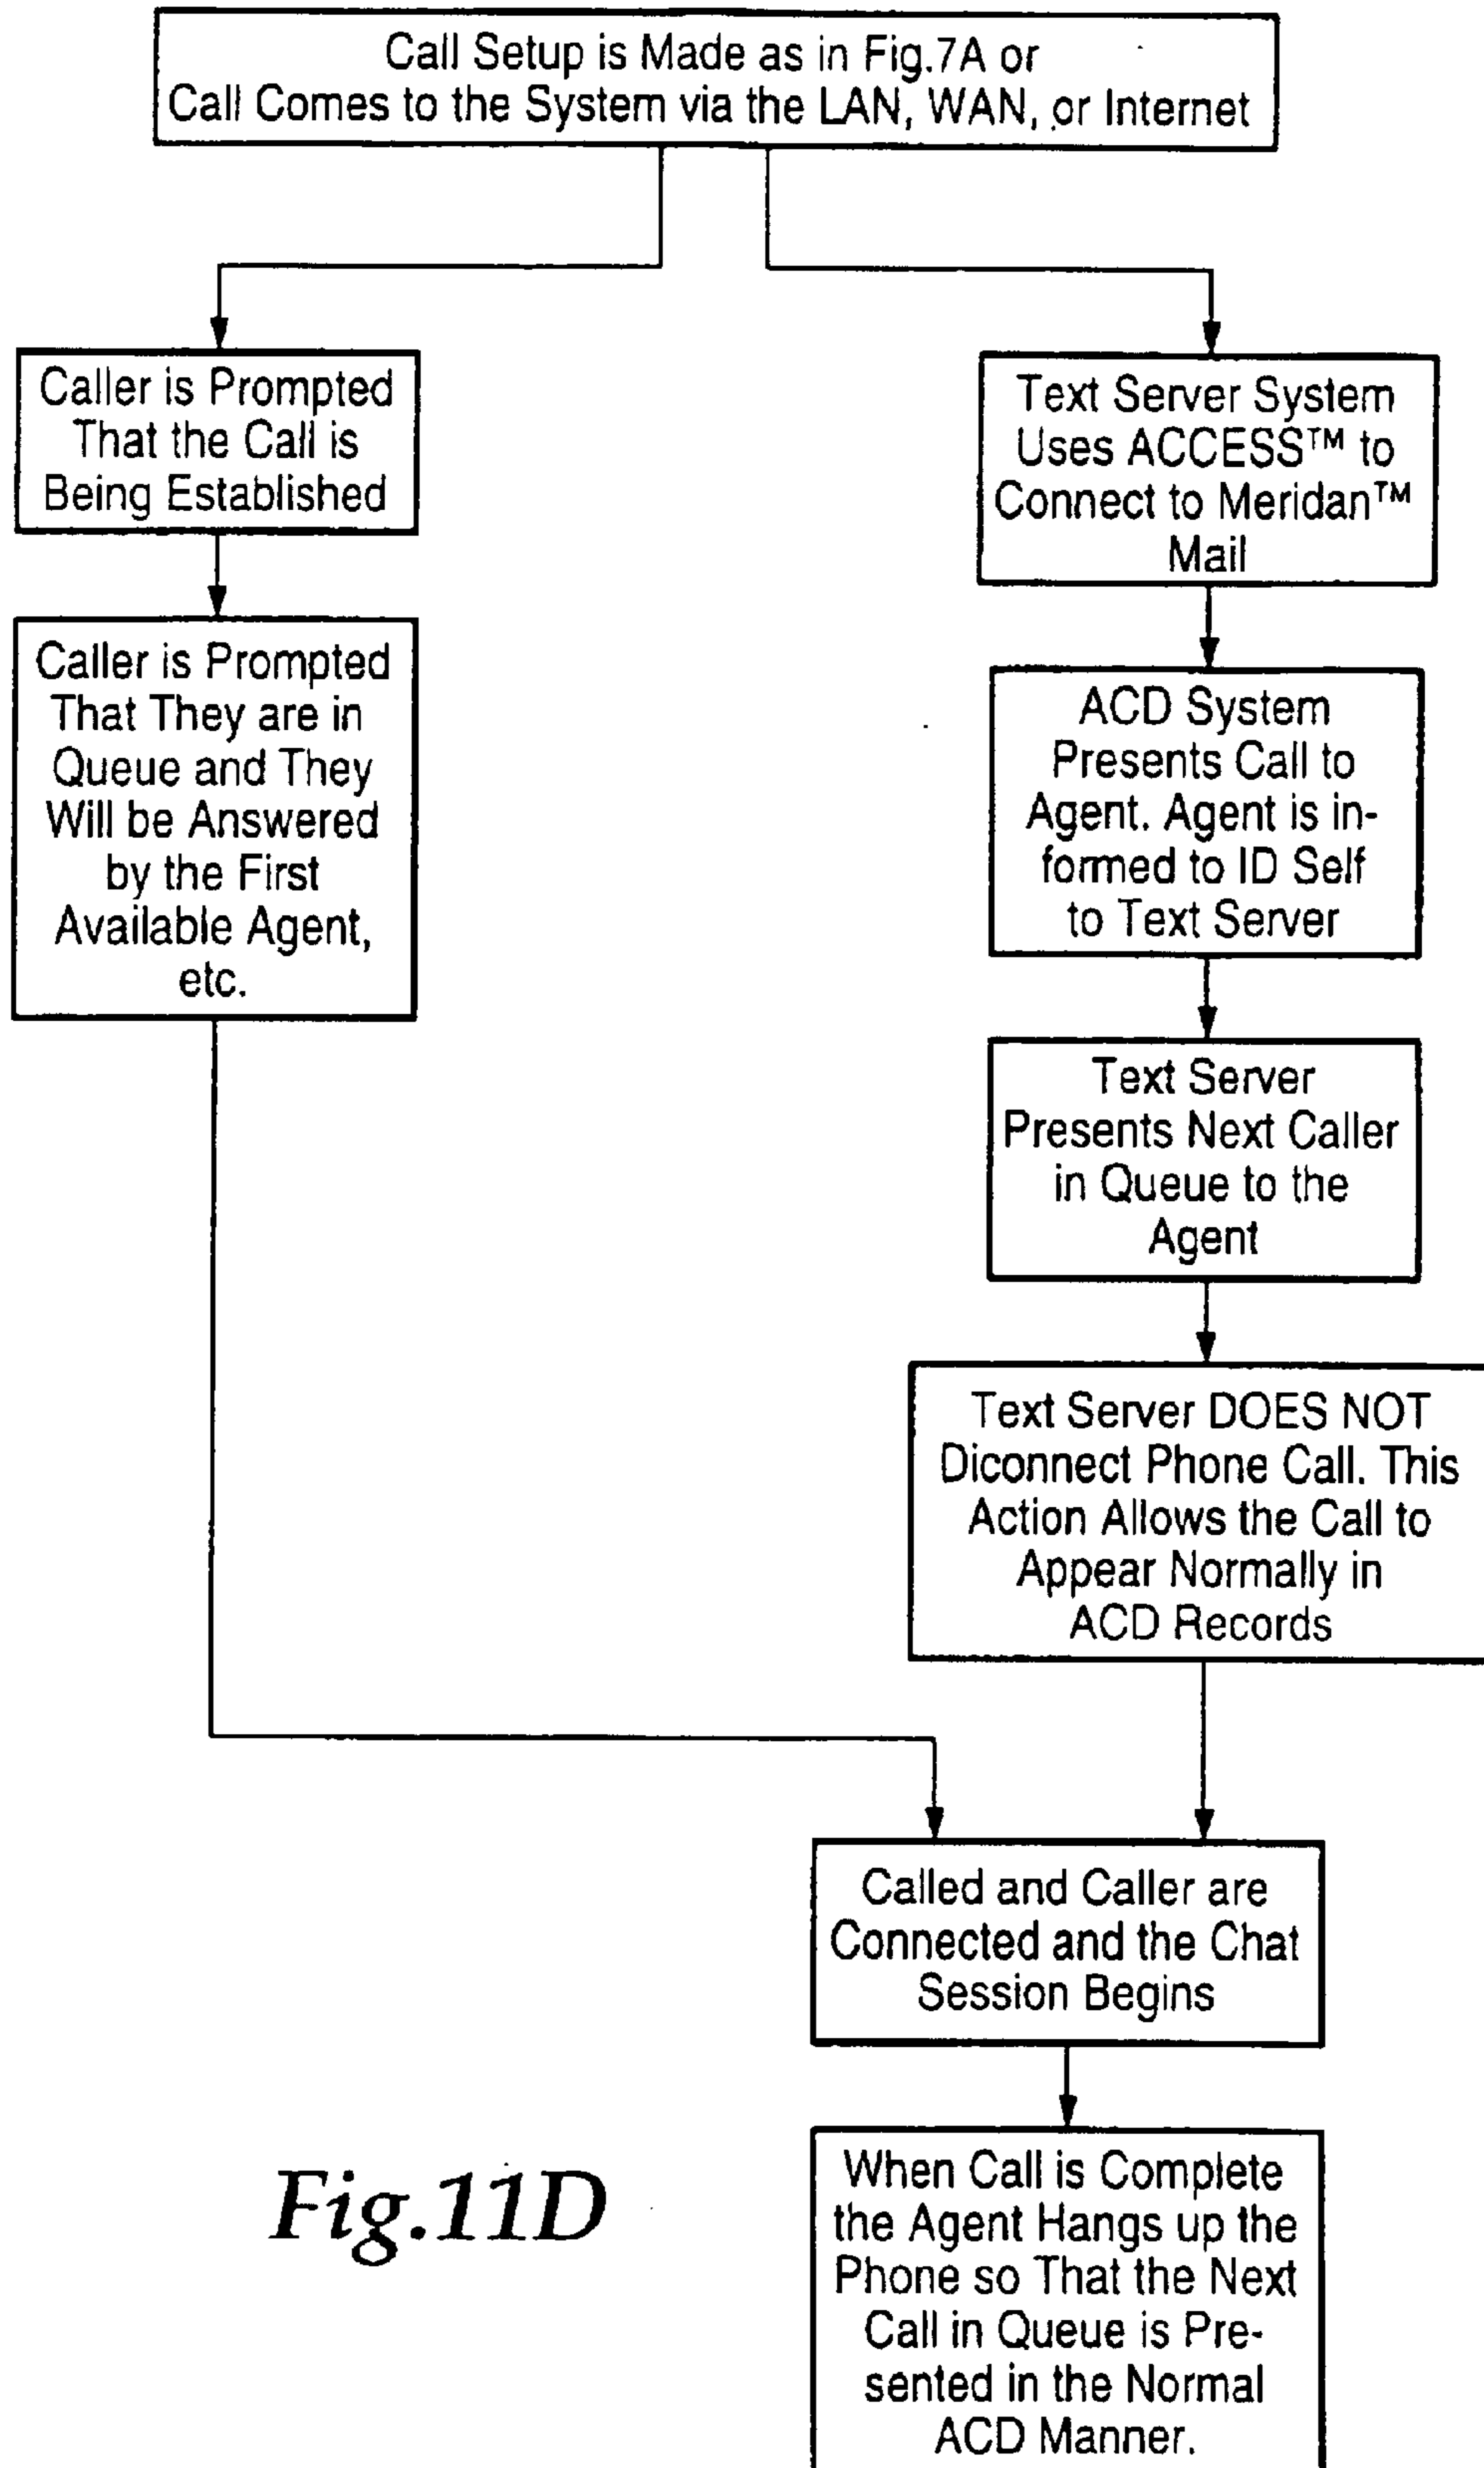 Call Setup is Made as in Fig.7A or
Call Comes to the System via the LAN, WAN, or Internet
Caller is Prompted
That the Call is
Being Established
Caller is Prompted
That They are in
Queue and They
Will be Answered
by the First
Available Agent,
etc.
Text Server System
Uses ACCESS™ to
Connect to Meridan™
Mail
ACD System
Presents Call to
Agent. Agent is in-
formed to ID Self
to Text Server
Text Server
Presents Next Caller
in Queue to the
Agent
Text Server DOES NOT
Diconnect Phone Call. This
Action Allows the Call to
Appear Normally in
ACD Records
Called and Caller are
Connected and the Chat
Session Begins
When Call is Complete
the Agent Hangs up the
Phone so That the Next
Call in Queue is Pre-
sented in the Normal
ACD Manner.
Fig.11D